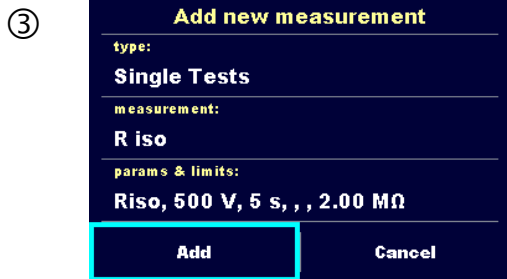 ③
Add new measurement
type:
Single Tests
measurement:
R iso
params & limits:
Riso, 500 V, 5 s, , , 2.00 MΩ
Add Cancel